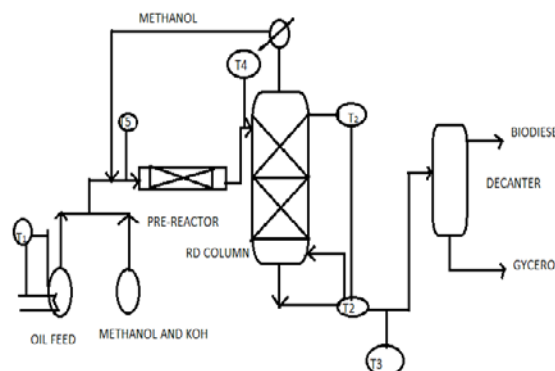 METHANOL
T4
T5
T2
BIODIESE
DECANTER
PRE-REACTOR
T1
RD COLUMN
GYCERO
T2
METHANOL AND KOH
OIL FEED
T3